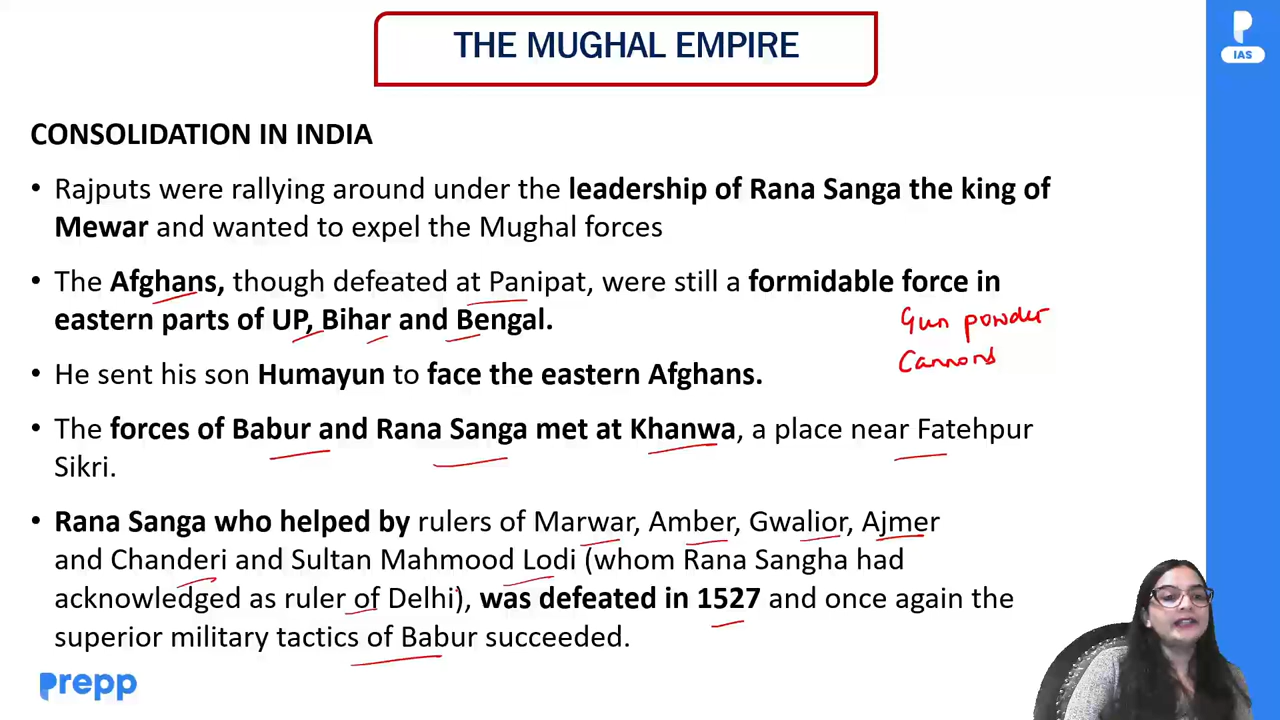 THE MUGHAL EMPIRE
IAS
CONSOLIDATION IN INDIA
• Rajputs were rallying around under the leadership of Rana Sanga the king of
Mewar and wanted to expel the Mughal forces
• The Afghans, though defeated at Panipat, were still a formidable force in
eastern parts of UP, Bihar and Bengal.
Gun powder
Cannons
• He sent his son Humayun to face the eastern Afghans.
• The forces of Babur and Rana Sanga met at Khanwa, a place near Fatehpur
Sikri.
• Rana Sanga who helped by rulers of Marwar, Amber, Gwalior, Ajmer
and Chanderi and Sultan Mahmood Lodi (whom Rana Sangha had
acknowledged as ruler of Delhi), was defeated in 1527 and once again the
superior military tactics of Babur succeeded.
prepp